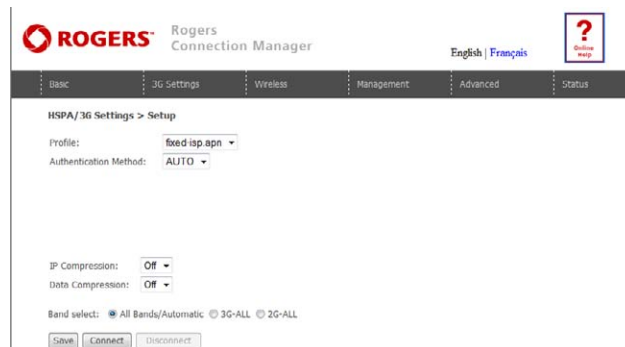 ROGERS™ Rogers Connection Manager
English | Français
?
Online Help
Basic 3G Settings Wireless Management Advanced Status
HSPA/3G Settings > Setup
Profile: fixed-isp.apn
Authentication Method: AUTO
IP Compression: Off
Data Compression: Off
Band select: All Bands/Automatic 3G-ALL 2G-ALL
Save Connect Disconnect